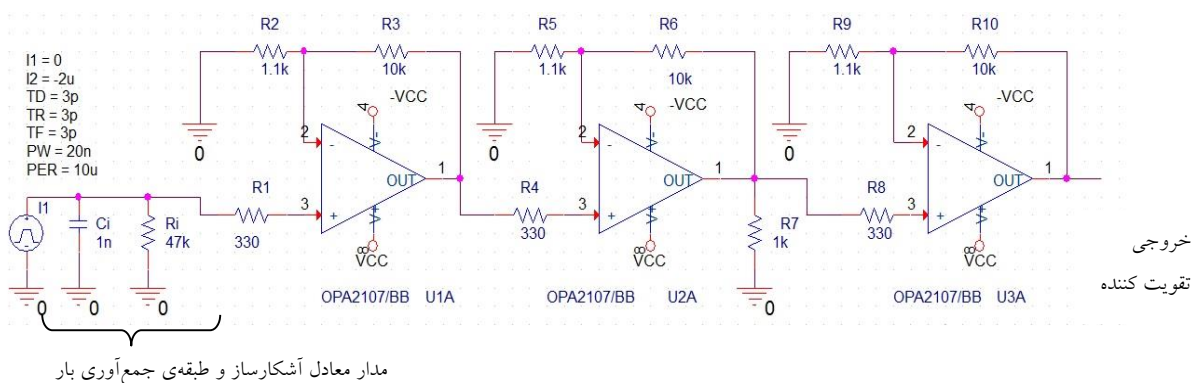 R2 R3 R5 R6 R9 R10
1.1k 10k 1.1k 10k 1.1k 10k
I1 = 0
I2 = -2u
TD = 3p
TR = 3p
TF = 3p
PW = 20n
PER = 10u
-VCC -VCC -VCC
4 4 4
V- V- V-
0 0 0
2 2 2
- - -
OUT 1 OUT 1 OUT 1
I1 Ci Ri R1 R4 R7 R8
1n 47k 330 330 1k 330
3 3 3
+ + +
V+ V+ V+
8 8 8
VCC VCC VCC
0 0 0 0
OPA2107/BB U1A OPA2107/BB U2A OPA2107/BB U3A
خروجی
تقویت کننده
مدار معادل آشکارساز و طبقه‌ی جمع‌آوری بار